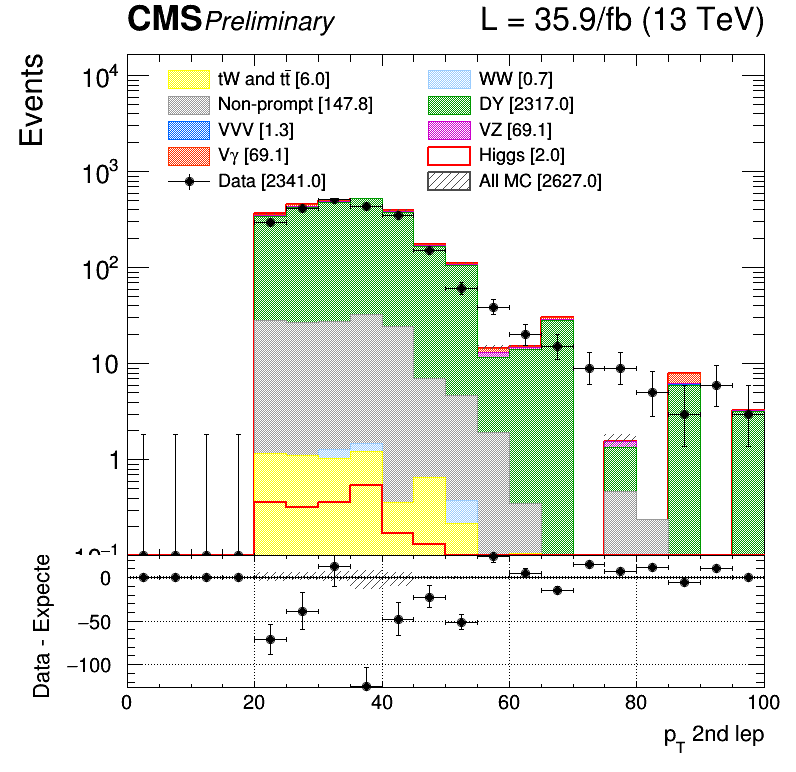 CMS Preliminary L = 35.9/fb (13 TeV)
Events
10⁴
10³
10²
10
1
10⁻¹
tW and tt̄ [6.0]
Non-prompt [147.8]
VVV [1.3]
Vγ [69.1]
Data [2341.0]
WW [0.7]
DY [2317.0]
VZ [69.1]
Higgs [2.0]
All MC [2627.0]
Data - Expecte
0
−50
−100
0 20 40 60 80 100
p_T 2nd lep